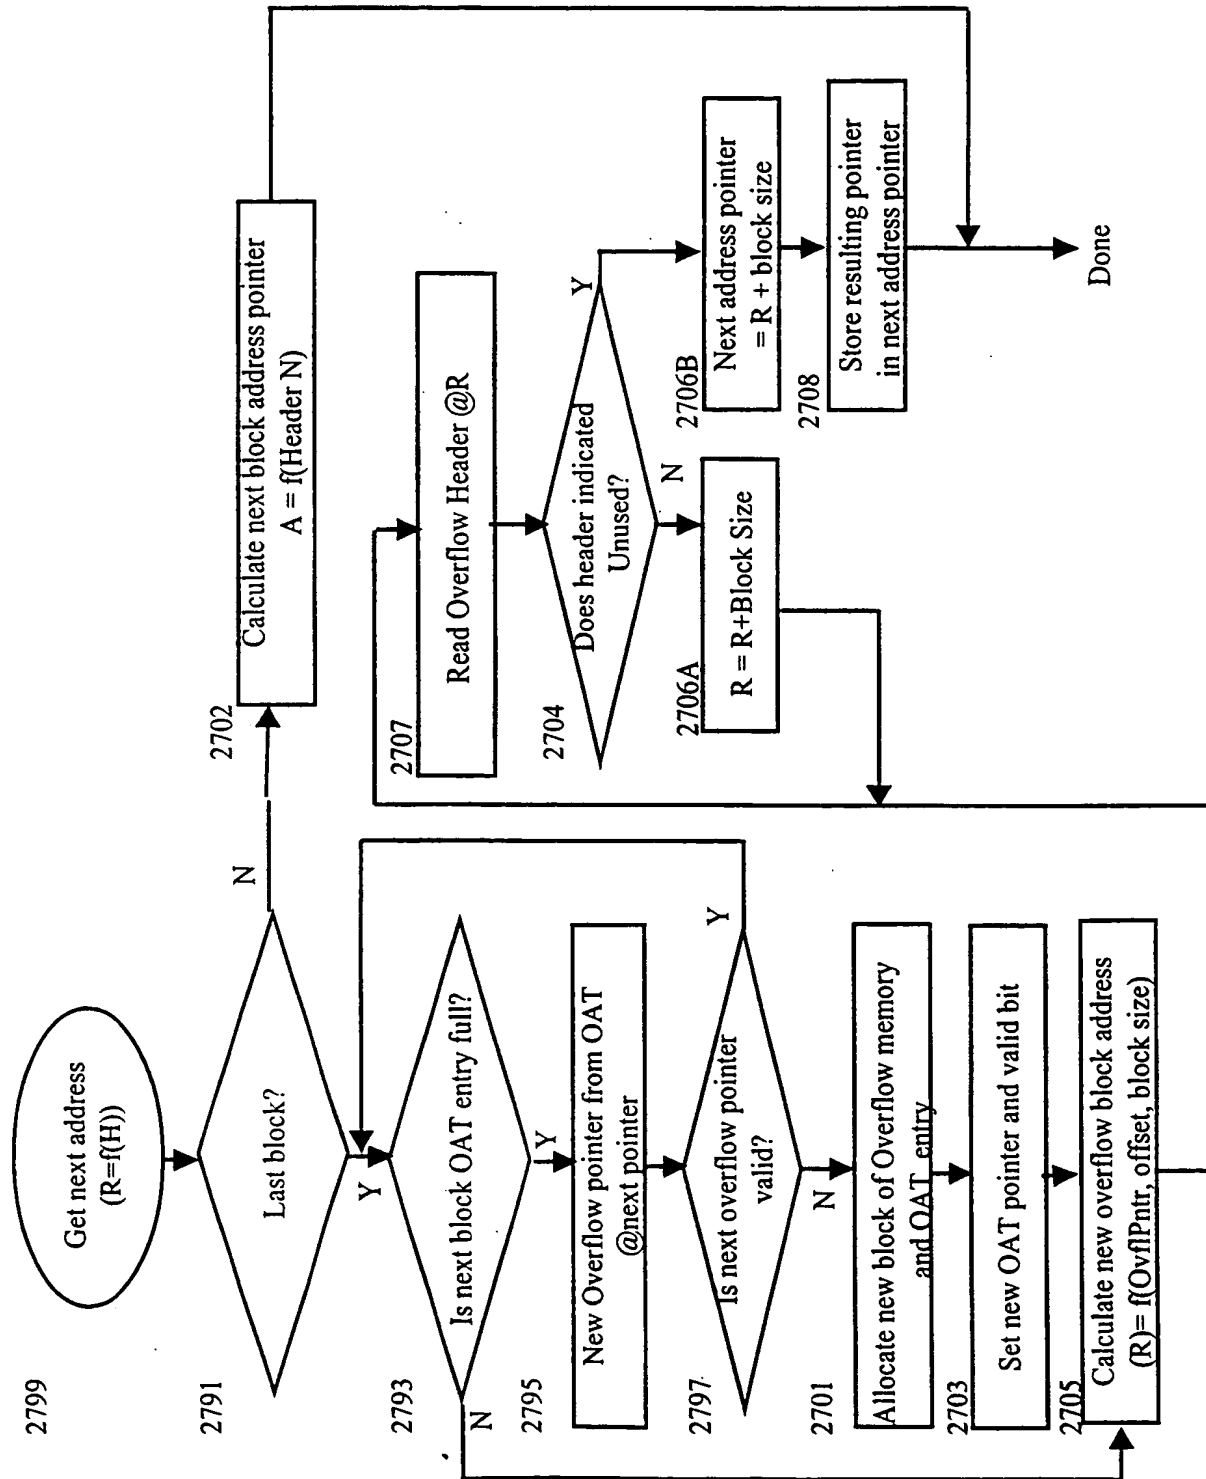 2799
Get next address
(R=f(H))
2791
Last block?
N
Y
2702
Calculate next block address pointer
A = f(Header N)
2793
Is next block OAT entry full?
N
Y
2795
New Overflow pointer from OAT
@next pointer
2797
Is next overflow pointer
valid?
Y
N
2701
Allocate new block of Overflow memory
and OAT entry
2703
Set new OAT pointer and valid bit
2705
Calculate new overflow block address
(R)= f(OvflPntr, offset, block size)
2707
Read Overflow Header @R
2704
Does header indicated
Unused?
Y
N
2706A
R = R+Block Size
2706B
Next address pointer
= R + block size
2708
Store resulting pointer
in next address pointer
Done